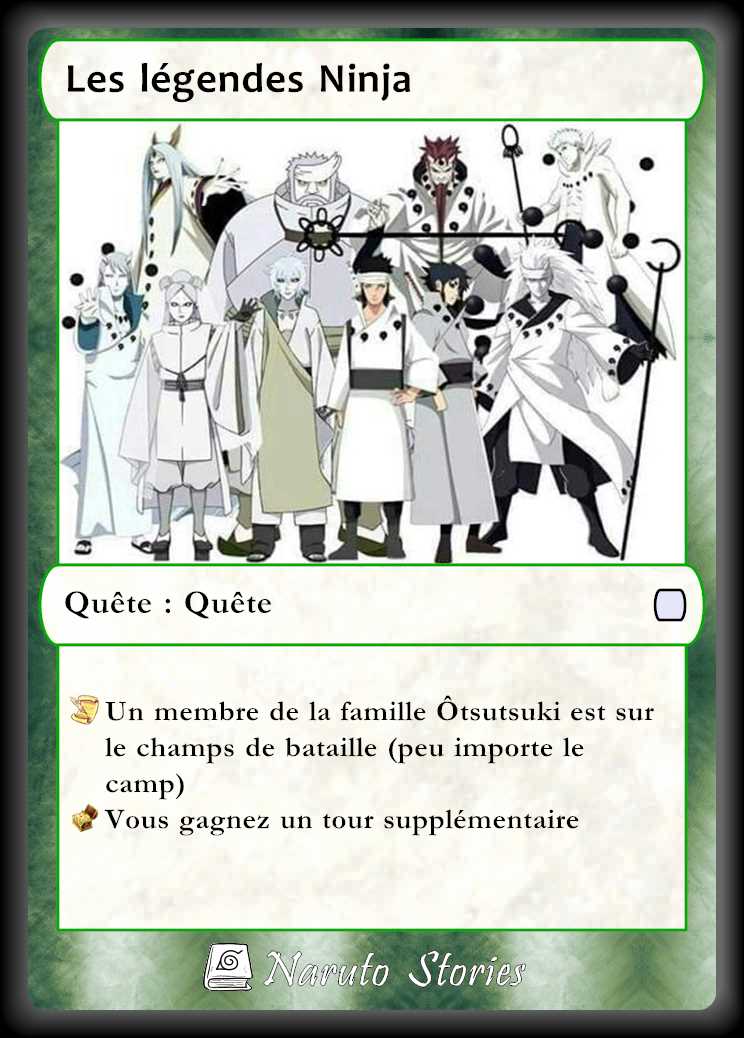 Les légendes Ninja
Quête : Quête
Un membre de la famille Ôtsutsuki est sur
le champs de bataille (peu importe le
camp)
Vous gagnez un tour supplémentaire
Naruto Stories